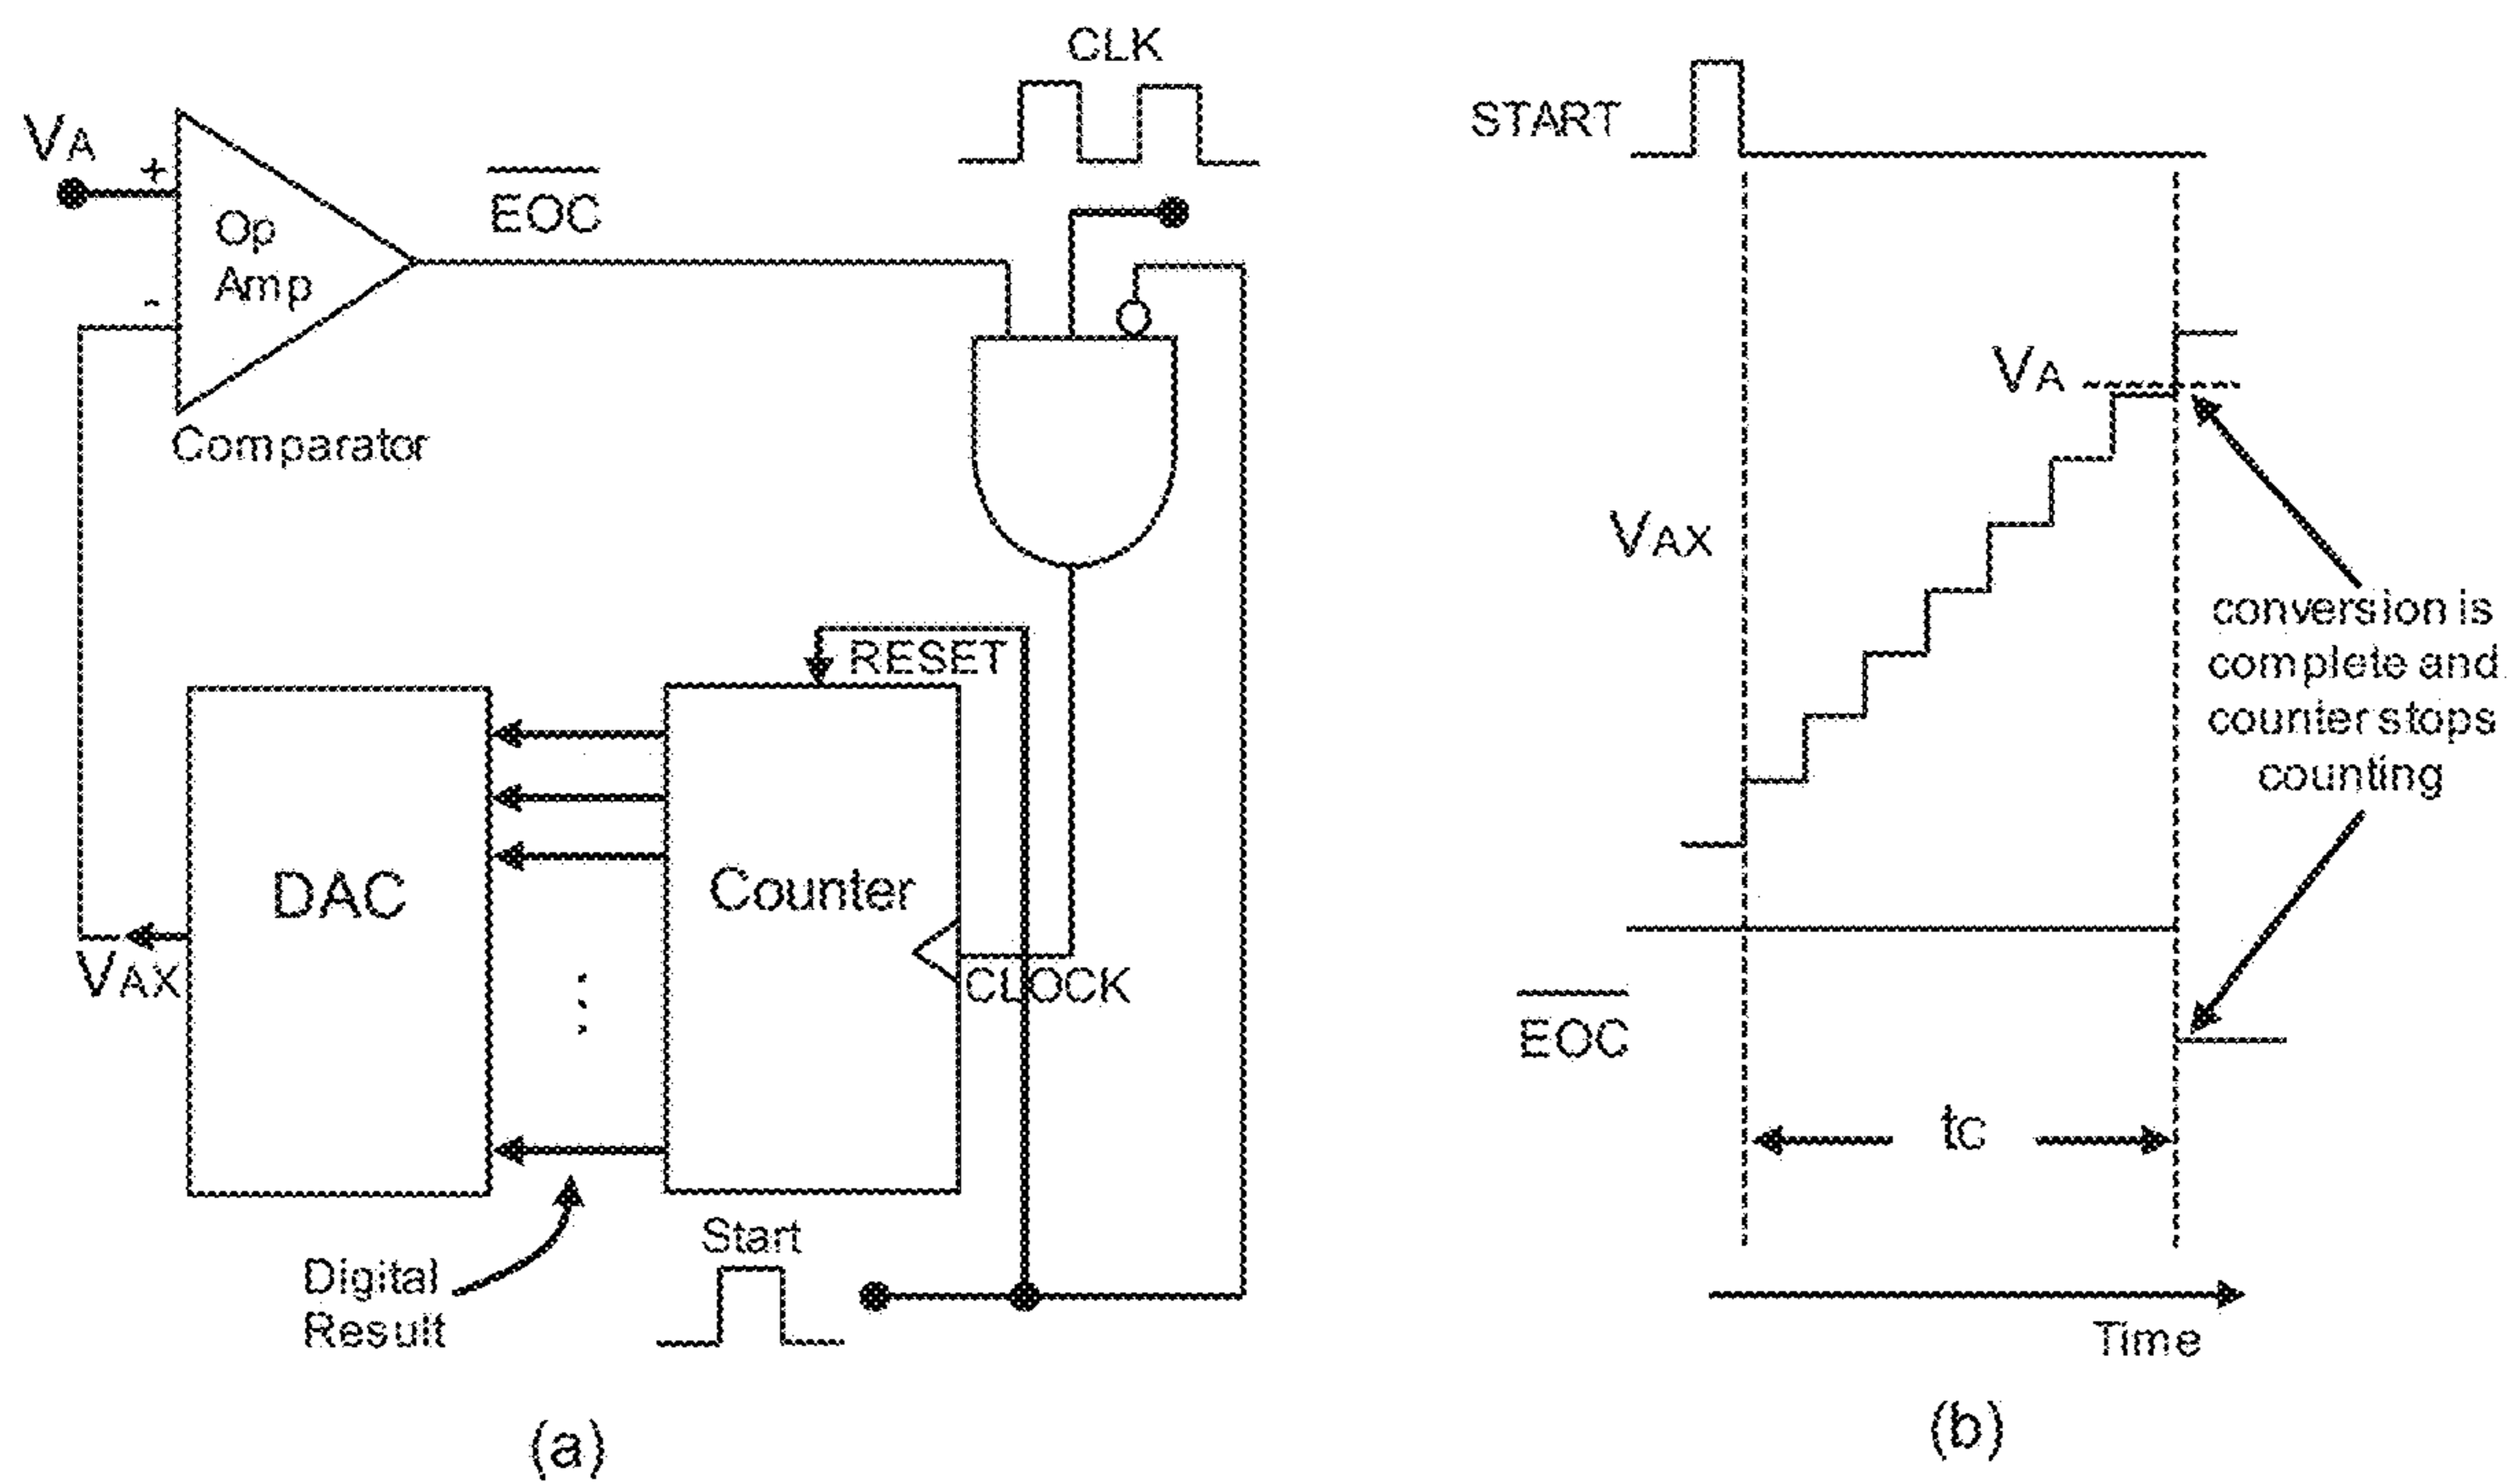 CLK
VA
+
Op
Amp
-
EOC
Comparator
RESET
DAC
Counter
CLOCK
VAX
Start
Digital
Result
(a)
START
VA
VAX
conversion is
complete and
counter stops
counting
EOC
tC
Time
(b)